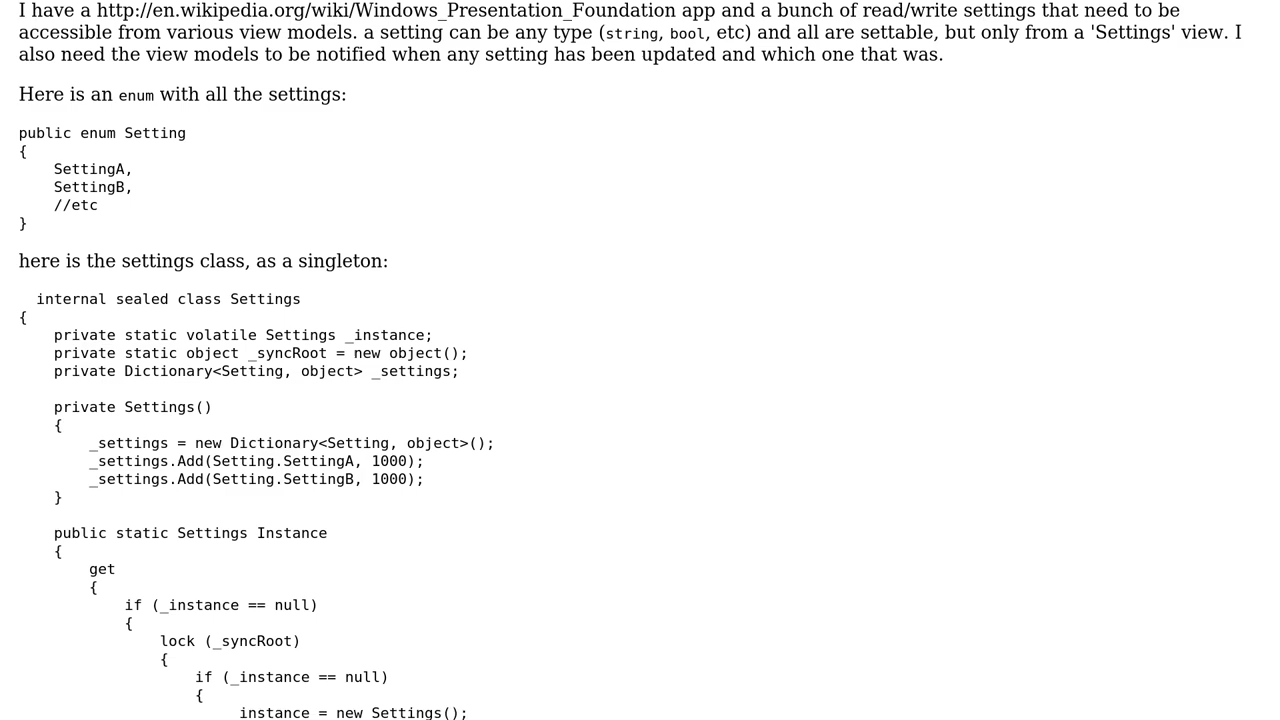 I have a http://en.wikipedia.org/wiki/Windows_Presentation_Foundation app and a bunch of read/write settings that need to be
accessible from various view models. a setting can be any type (string, bool, etc) and all are settable, but only from a 'Settings' view. I
also need the view models to be notified when any setting has been updated and which one that was.
Here is an enum with all the settings:
public enum Setting
{
    SettingA,
    SettingB,
    //etc
}
here is the settings class, as a singleton:
  internal sealed class Settings
{
    private static volatile Settings _instance;
    private static object _syncRoot = new object();
    private Dictionary<Setting, object> _settings;
    private Settings()
    {
        _settings = new Dictionary<Setting, object>();
        _settings.Add(Setting.SettingA, 1000);
        _settings.Add(Setting.SettingB, 1000);
    }
    public static Settings Instance
    {
        get
        {
            if (_instance == null)
            {
                lock (_syncRoot)
                {
                    if (_instance == null)
                    {
                         instance = new Settings();